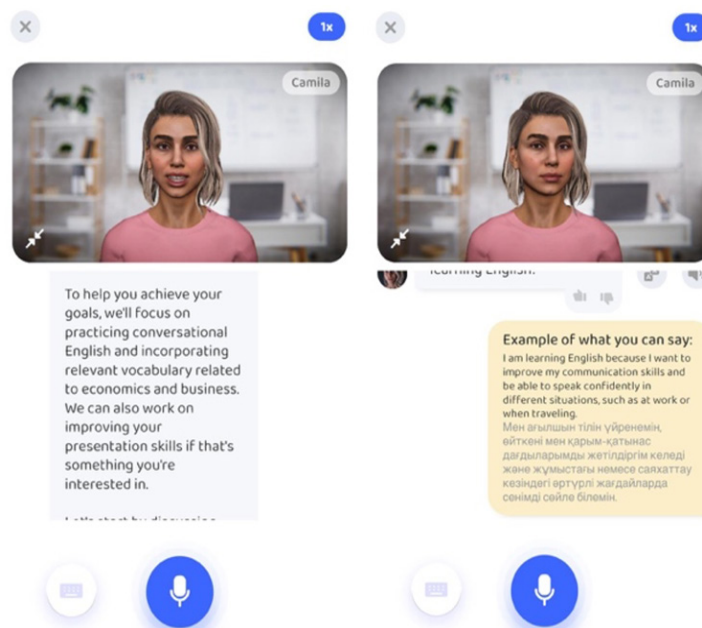 1x
Camila
To help you achieve your
goals, we'll focus on
practicing conversational
English and incorporating
relevant vocabulary related
to economics and business.
We can also work on
improving your
presentation skills if that's
something you're
interested in.
Let's start by discussing
1x
Camila
learning English.
Example of what you can say:
I am learning English because I want to
improve my communication skills and
be able to speak confidently in
different situations, such as at work or
when traveling.
Мен ағылшын тілін үйренемін,
өйткені мен қарым-қатынас
дағдыларымды жетілдіргім келеді
және жұмыстағы немесе саяхаттау
кезіндегі әртүрлі жағдайларда
сенімді сөйле білемін.